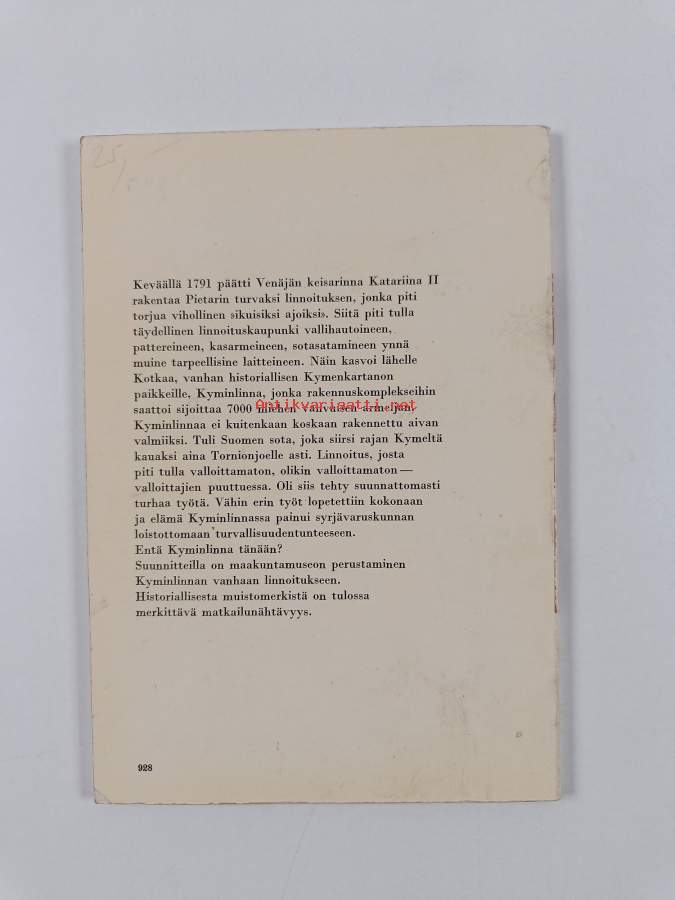 25,
Keväällä 1791 päätti Venäjän keisarinna Katariina II
rakentaa Pietarin turvaksi linnoituksen, jonka piti
torjua vihollinen »ikuisiksi ajoiksi». Siitä piti tulla
täydellinen linnoituskaupunki vallihautoineen,
pattereineen, kasarmeineen, sotasatamineen ynnä
muine tarpeellisine laitteineen. Näin kasvoi lähelle
Kotkaa, vanhan historiallisen Kymenkartanon
paikkeille, Kyminlinna, jonka rakennuskomplekseihin
Antikvariaatti.net
saattoi sijoittaa 7000 miehen armeijan.
Kyminlinnaa ei kuitenkaan koskaan rakennettu aivan
valmiiksi. Tuli Suomen sota, joka siirsi rajan Kymeltä
kauaksi aina Tornionjoelle asti. Linnoitus, josta
piti tulla valloittamaton, olikin valloittamaton —
valloittajien puuttuessa. Oli siis tehty suunnattomasti
turhaa työtä. Vähin erin työt lopetettiin kokonaan
ja elämä Kyminlinnassa painui syrjävaruskunnan
loistottomaan turvallisuudentunteeseen.
Entä Kyminlinna tänään?
Suunnitteilla on maakuntamuseon perustaminen
Kyminlinnan vanhaan linnoitukseen.
Historiallisesta muistomerkistä on tulossa
merkittävä matkailunähtävyys.
928